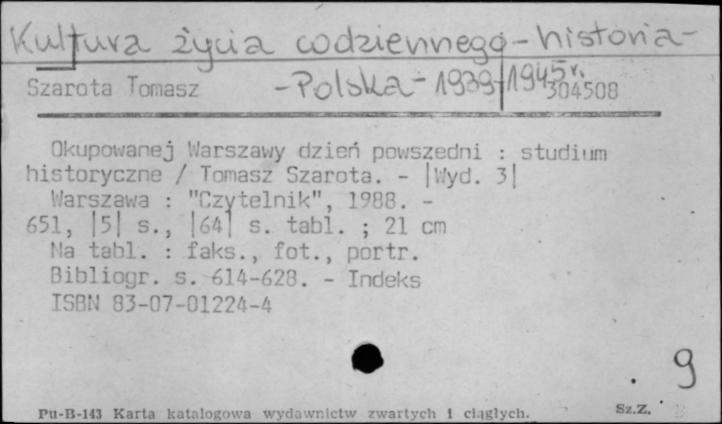 Kultura życia codziennego - historia -
- Polska - 1939-1945 r.
Szarota Tomasz 304508
Okupowanej Warszawy dzień powszedni : studium
historyczne / Tomasz Szarota. - |Wyd. 3|
Warszawa : "Czytelnik", 1988. -
651, |5| s., |64| s. tabl. ; 21 cm
Na tabl. : faks., fot., portr.
Bibliogr. s. 614-628. - Indeks
ISBN 83-07-01224-4
9
Pu-B-143 Karta katalogowa wydawnictw zwartych i ciągłych. Sz.Z.